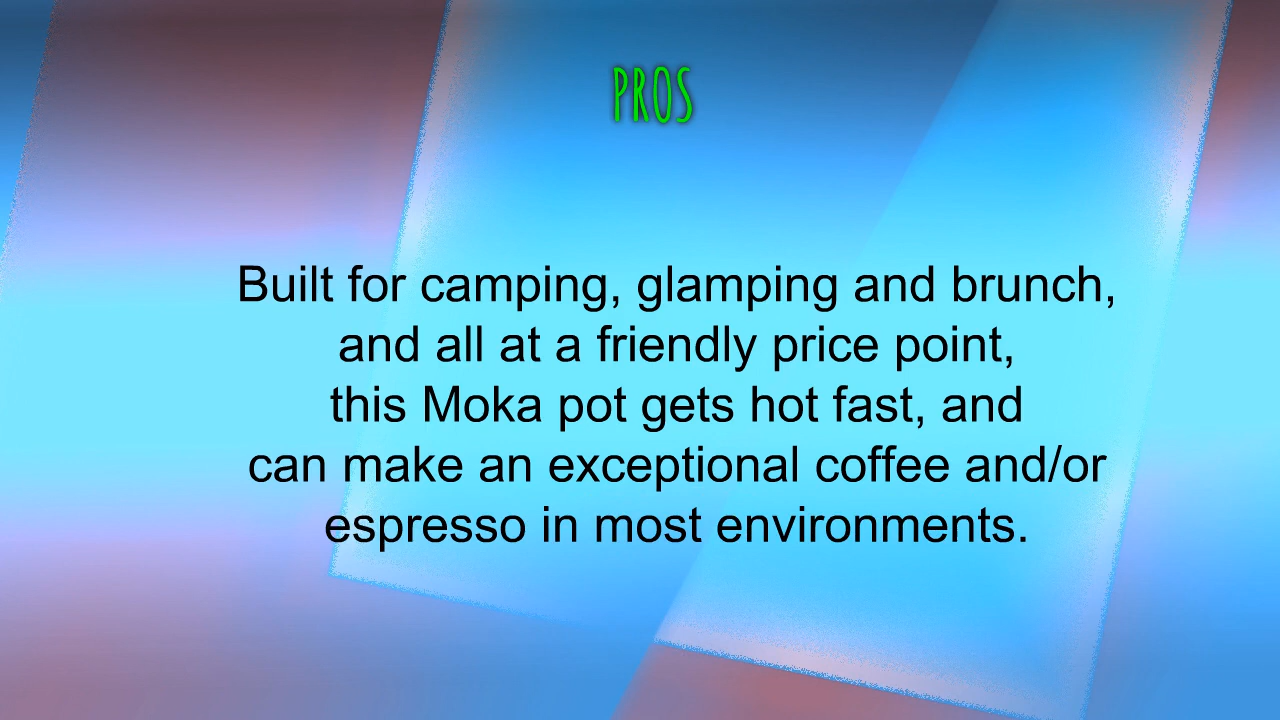 PROS
Built for camping, glamping and brunch,
and all at a friendly price point,
this Moka pot gets hot fast, and
can make an exceptional coffee and/or
espresso in most environments.